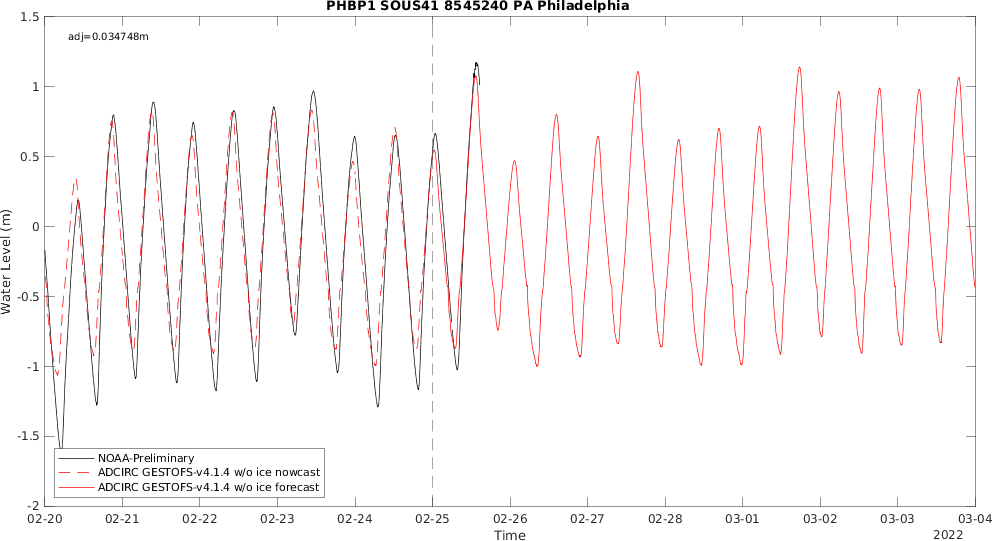 PHBP1 SOUS41 8545240 PA Philadelphia
adj=0.034748m
1.5
1
0.5
0
-0.5
-1
-1.5
-2
Water Level (m)
NOAA-Preliminary
ADCIRC GESTOFS-v4.1.4 w/o ice nowcast
ADCIRC GESTOFS-v4.1.4 w/o ice forecast
02-20 02-21 02-22 02-23 02-24 02-25 02-26 02-27 02-28 03-01 03-02 03-03 03-04
Time
2022